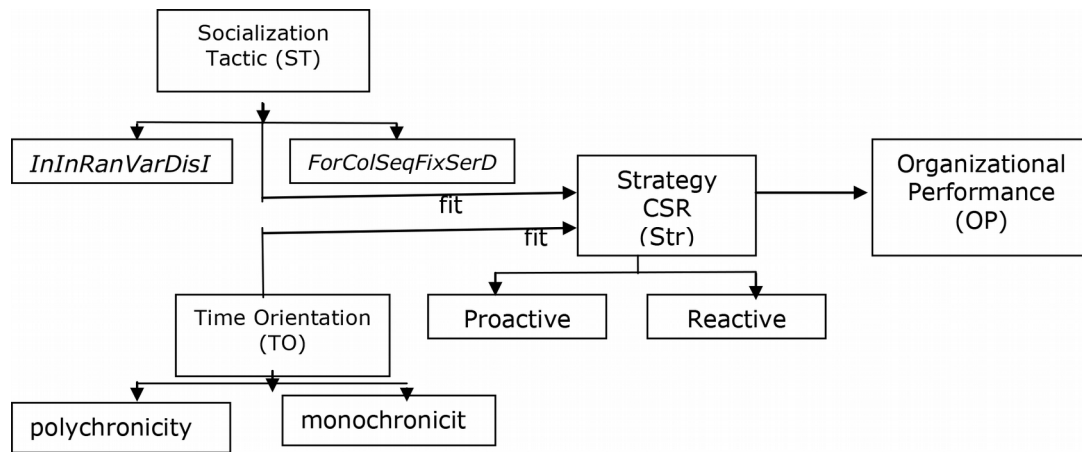 Socialization
Tactic (ST)
InInRanVarDisI
ForColSeqFixSerD
fit
fit
Strategy
CSR
(Str)
Organizational
Performance
(OP)
Proactive
Reactive
Time Orientation
(TO)
polychronicity
monochronicit